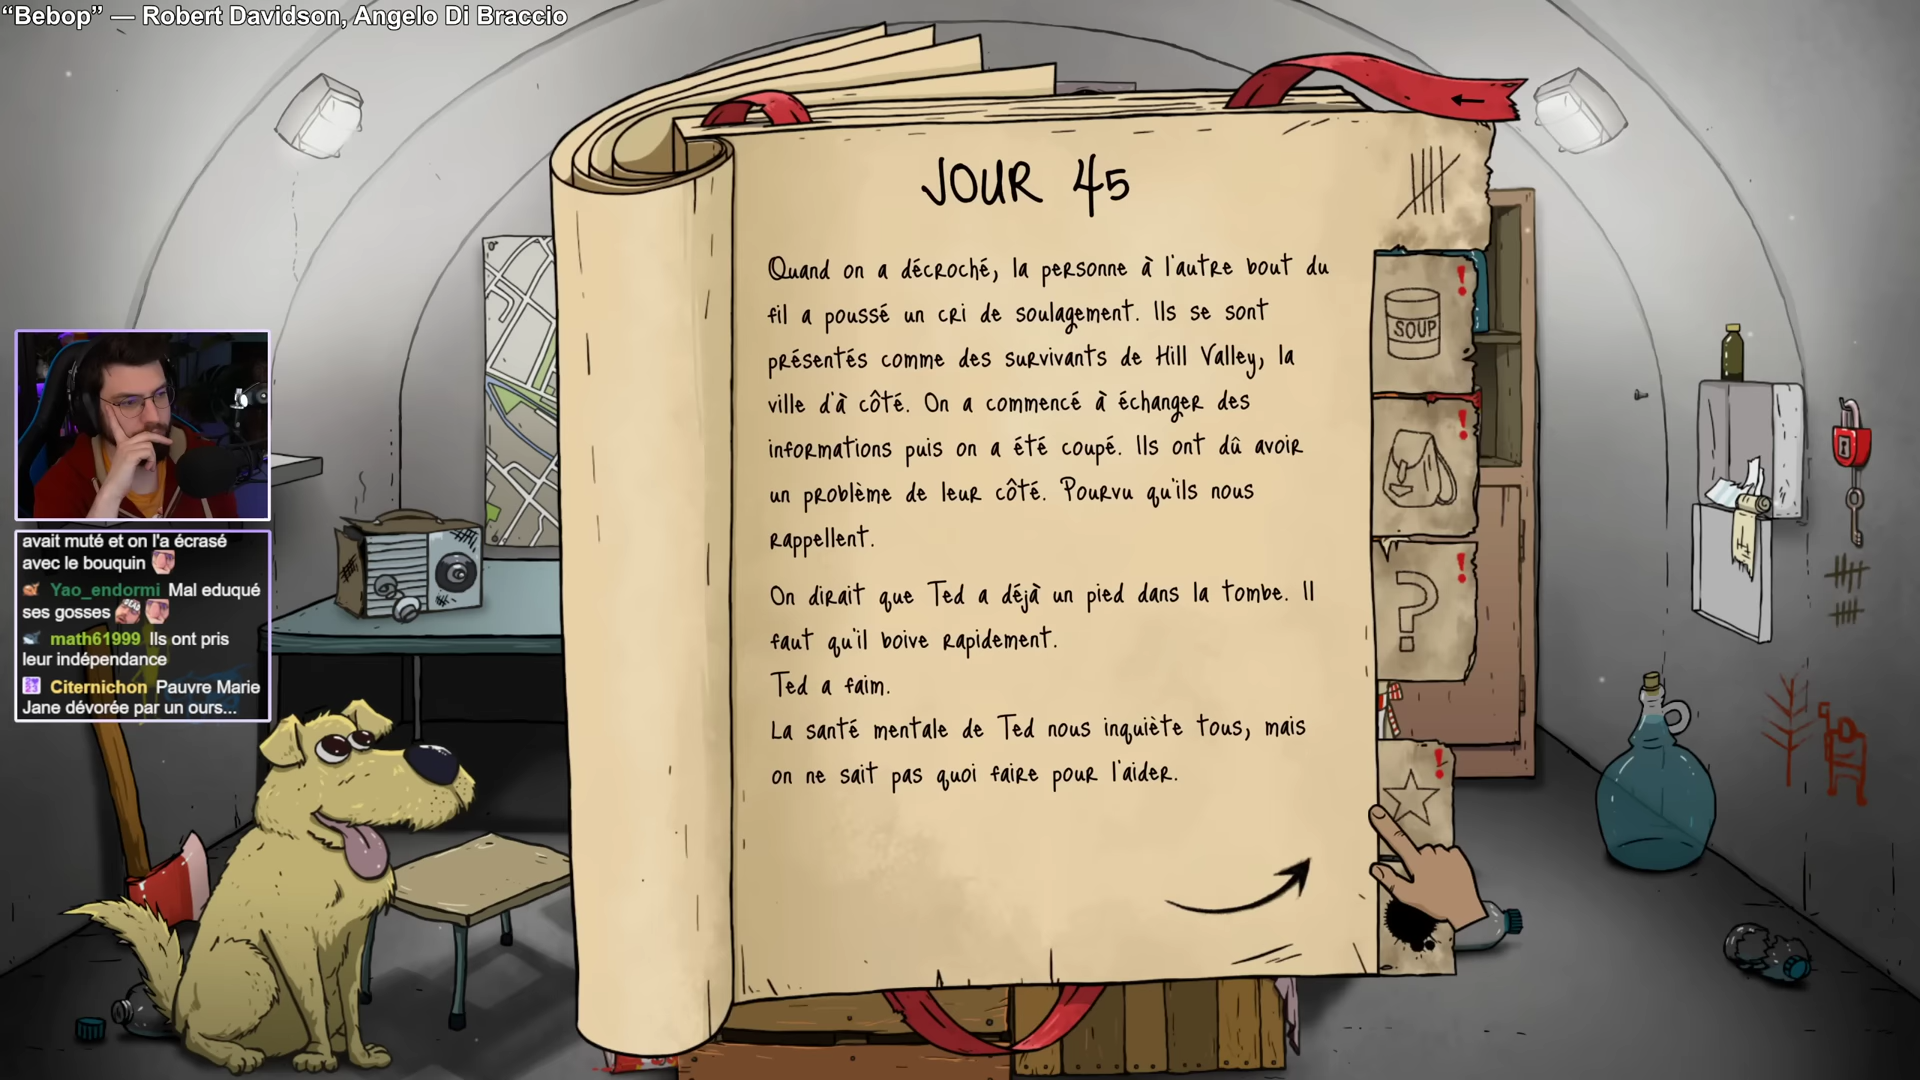 “Bebop” — Robert Davidson, Angelo Di Braccio
JOUR 45
Quand on a décroché, la personne à l'autre bout du
fil a poussé un cri de soulagement. Ils se sont
présentés comme des survivants de Hill Valley, la
ville d'à côté. On a commencé à échanger des
informations puis on a été coupé. Ils ont dû avoir
un problème de leur côté. Pourvu qu'ils nous
rappellent.
On dirait que Ted a déjà un pied dans la tombe. Il
faut qu'il boive rapidement.
Ted a faim.
La santé mentale de Ted nous inquiète tous, mais
on ne sait pas quoi faire pour l'aider.
SOUP
avait muté et on l'a écrasé
avec le bouquin
Yao_endormi Mal eduqué
ses gosses
math61999 Ils ont pris
leur indépendance
Citernichon Pauvre Marie
Jane dévorée par un ours...